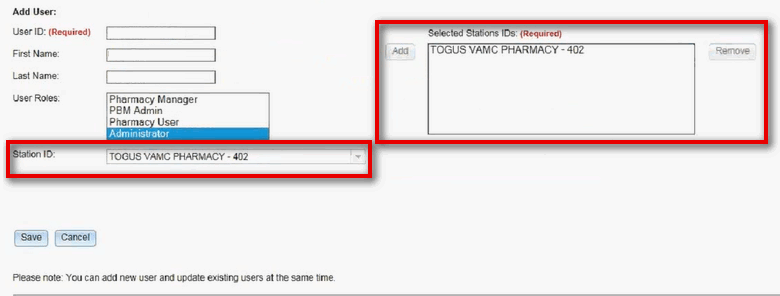 Add User:
User ID: (Required)
First Name:
Last Name:
User Roles:
Pharmacy Manager
PBM Admin
Pharmacy User
Administrator
Station ID:
TOGUS VAMC PHARMACY - 402
Selected Stations IDs: (Required)
Add
TOGUS VAMC PHARMACY - 402
Remove
Save
Cancel
Please note: You can add new user and update existing users at the same time.